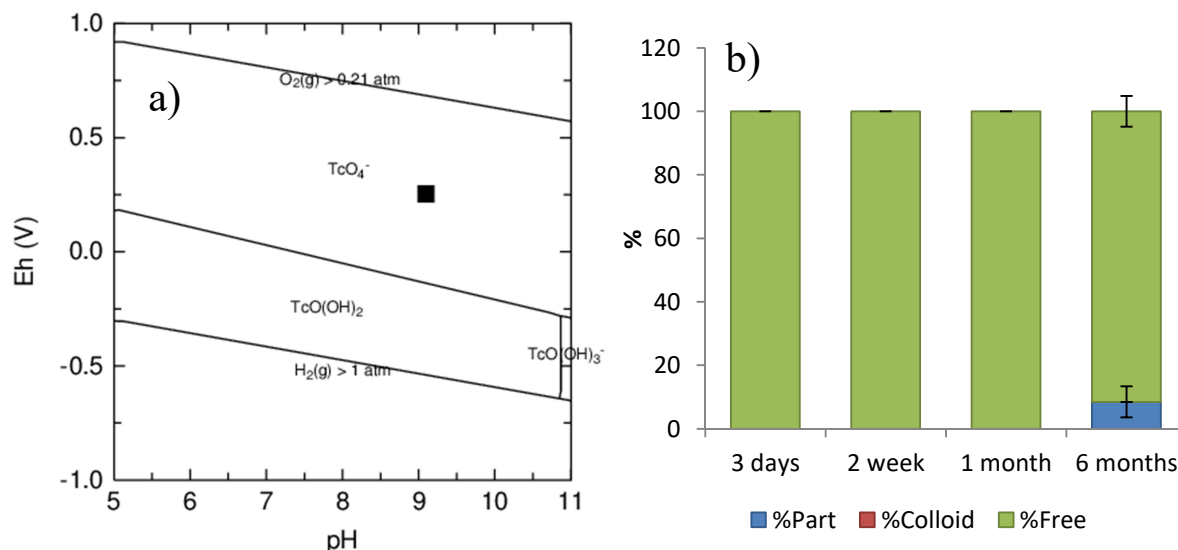 a)
1.0
0.5
0.0
-0.5
-1.0
Eh (V)
O₂(g) > 0.21 atm
TcO₄⁻
TcO(OH)₂
TcO(OH)₃⁻
H₂(g) > 1 atm
5 6 7 8 9 10 11
pH
b)
120
100
80
60
40
20
0
%
3 days 2 week 1 month 6 months
%Part %Colloid %Free